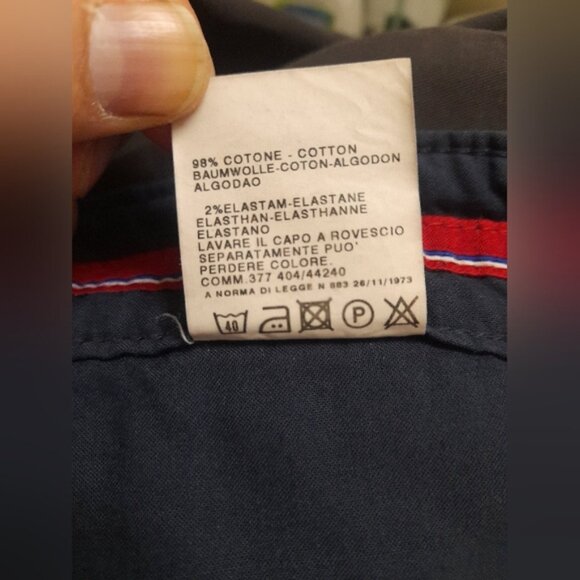 98% COTONE - COTTON
BAUMWOLLE-COTON-ALGODON
ALGODAO
2%ELASTAM-ELASTANE
ELASTHAN-ELASTHANNE
ELASTANO
LAVARE IL CAPO A ROVESCIO
SEPARATAMENTE PUO'
PERDERE COLORE.
COMM.377 404/44240
A NORMA DI LEGGE N 883 26/11/1973
40 P